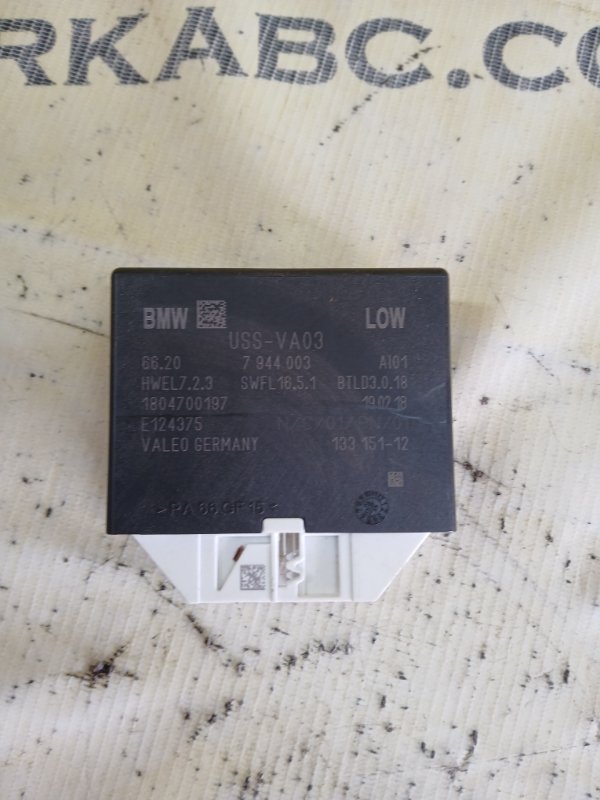 RKABC.CO
BMW LOW
USS-VA03
66.20 7 944 003 AI01
HWEL7.2.3 SWFL16.5.1 BTLD3.0.18
1804700197 19.02.18
E124375
VALEO GERMANY 133 151-12
>PA 66 GF 15<